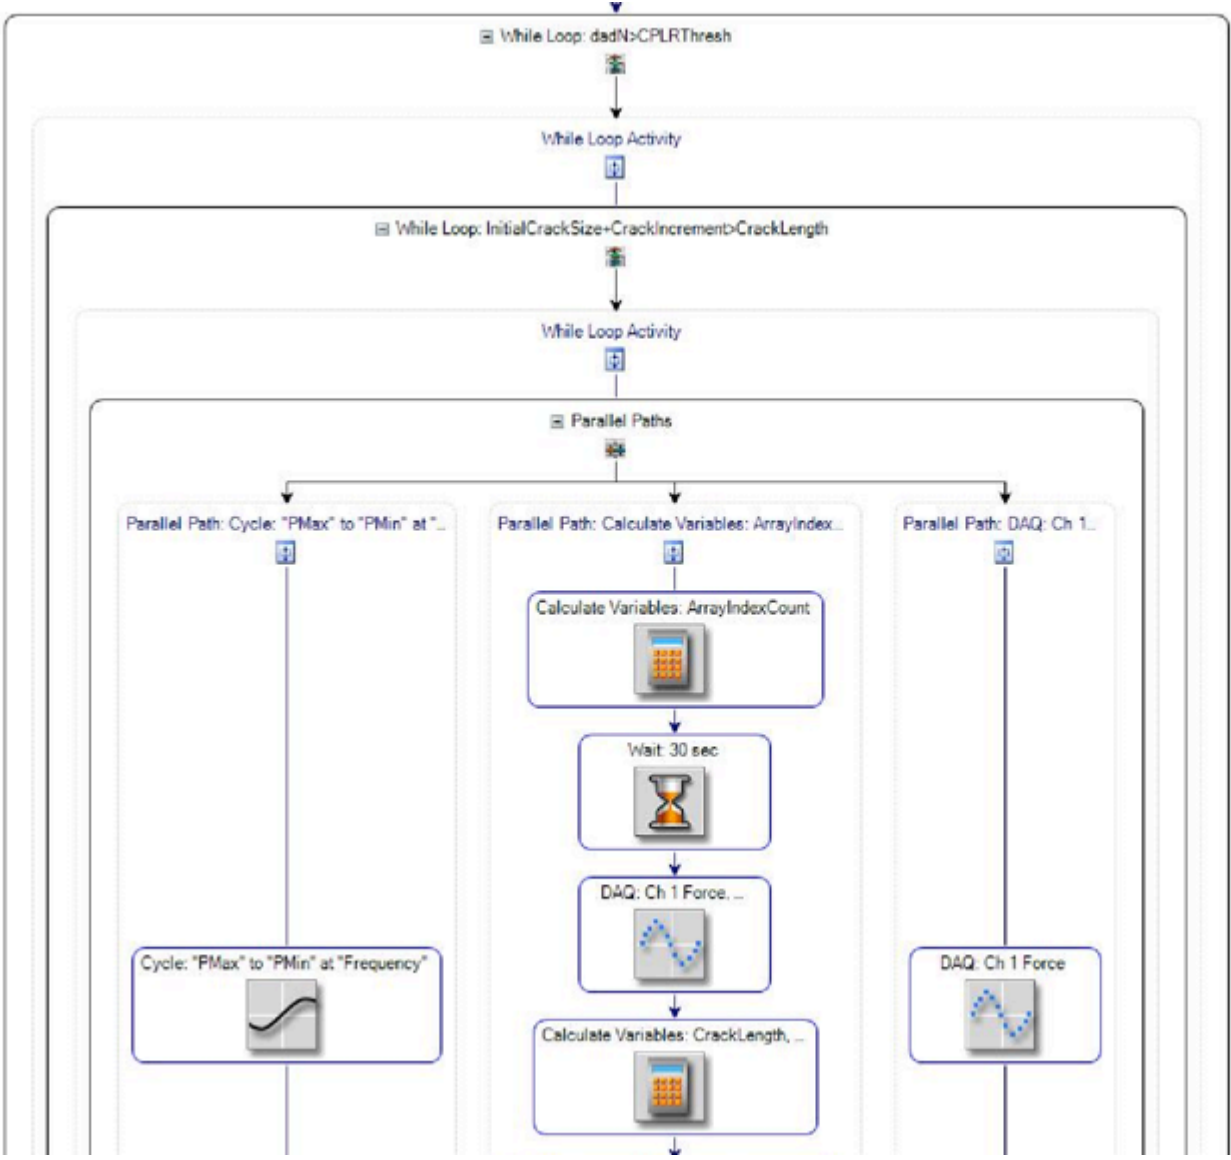 While Loop: dadN>CPLRThresh
While Loop Activity
While Loop: InitialCrackSize+CrackIncrement>CrackLength
While Loop Activity
Parallel Paths
Parallel Path: Cycle: "PMax" to "PMin" at "...
Parallel Path: Calculate Variables: ArrayIndex...
Parallel Path: DAQ: Ch 1...
Calculate Variables: ArrayIndexCount
Wait: 30 sec
DAQ: Ch 1 Force, ...
Cycle: "PMax" to "PMin" at "Frequency"
DAQ: Ch 1 Force
Calculate Variables: CrackLength, ...